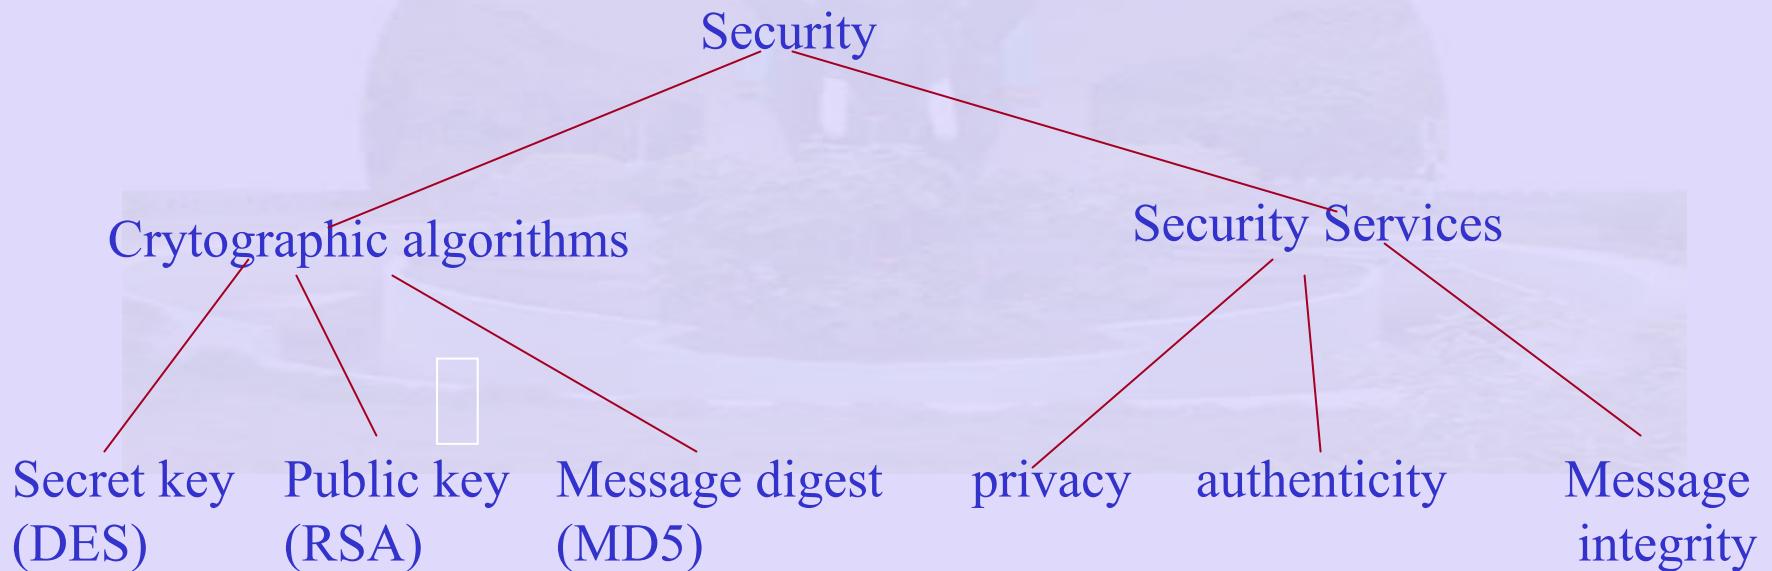 Security
Crytographic algorithms
Security Services
Secret key
(DES)
Public key
(RSA)
Message digest
(MD5)
privacy
authenticity
Message
integrity